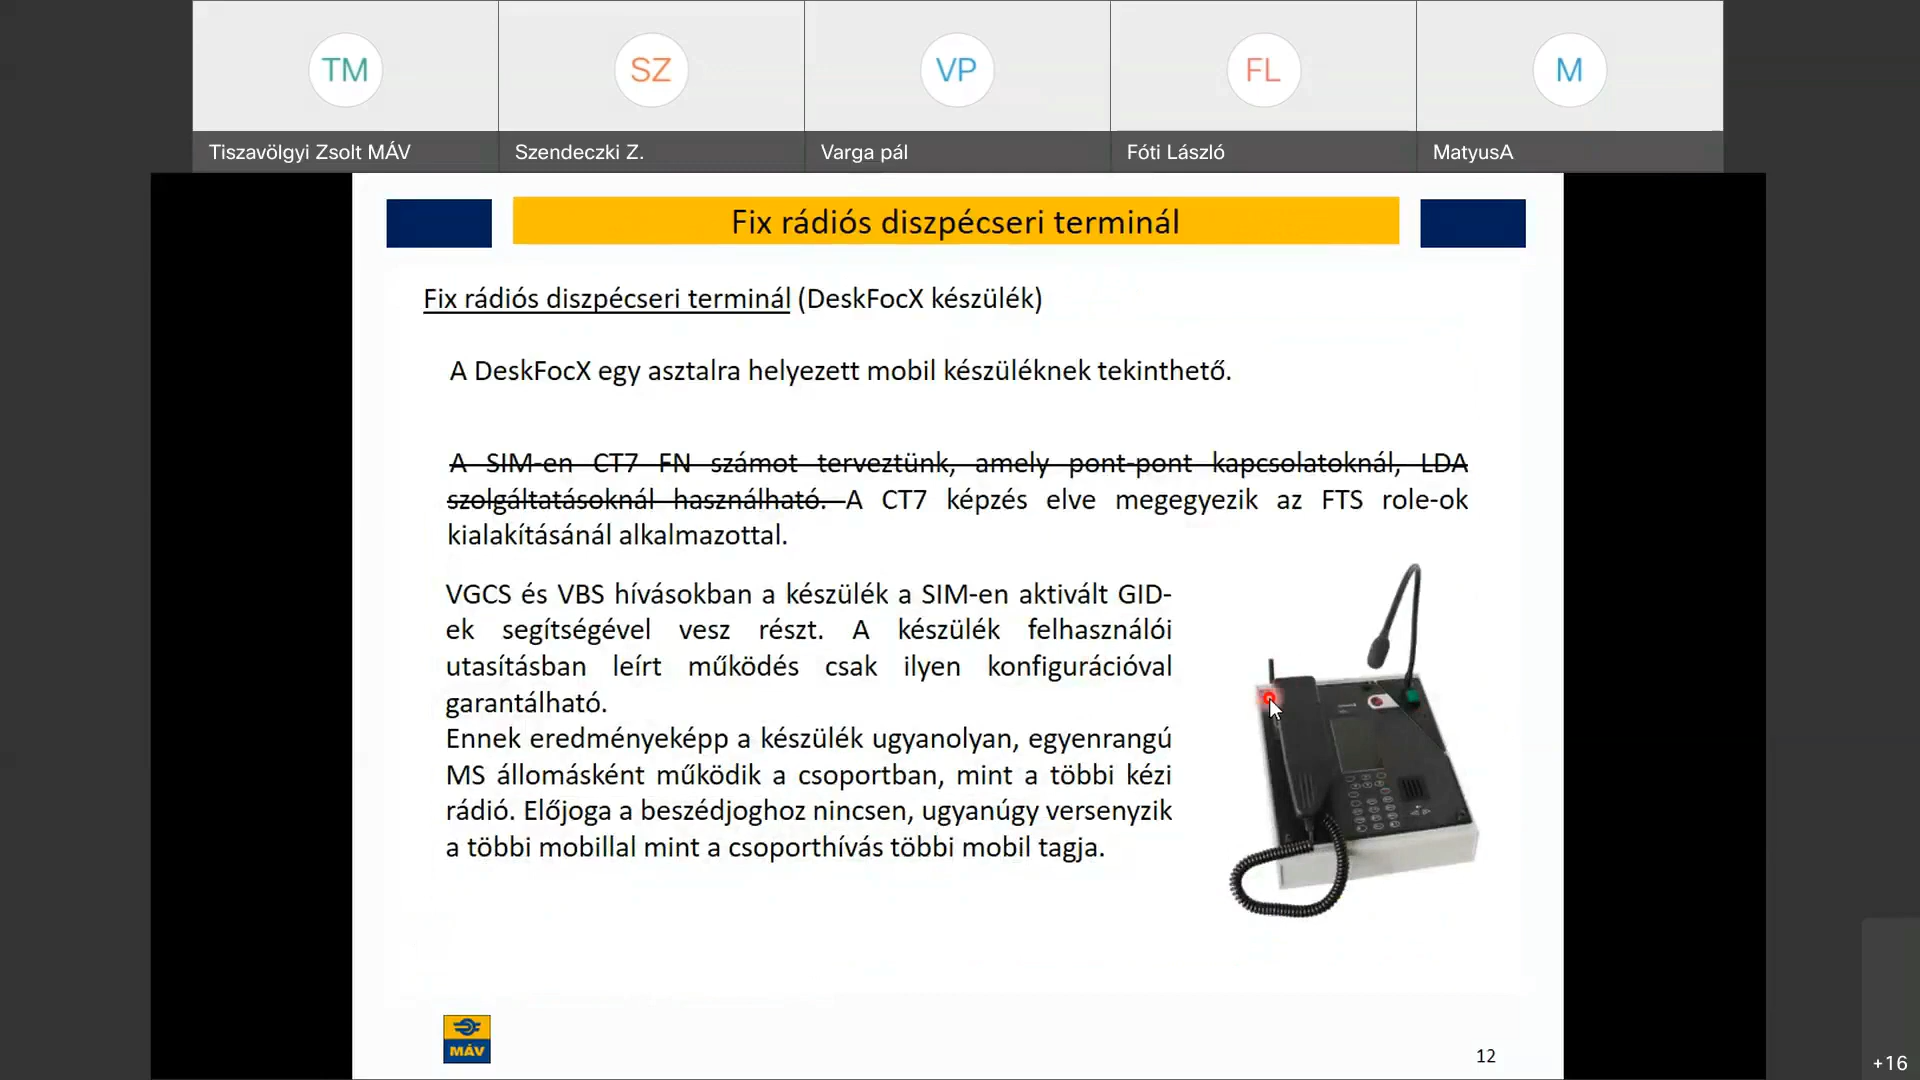 TM
SZ
VP
FL
M
Tiszavölgyi Zsolt MÁV
Szendeczki Z.
Varga pál
Fóti László
MatyusA
Fix rádiós diszpécseri terminál
Fix rádiós diszpécseri terminál (DeskFocX készülék)
A DeskFocX egy asztalra helyezett mobil készüléknek tekinthető.
A SIM-en CT7 FN számot terveztünk, amely pont-pont kapcsolatoknál, LDA
szolgáltatásoknál használható. A CT7 képzés elve megegyezik az FTS role-ok
kialakításánál alkalmazottal.
VGCS és VBS hívásokban a készülék a SIM-en aktivált GID-
ek segítségével vesz részt. A készülék felhasználói
utasításban leírt működés csak ilyen konfigurációval
garantálható.
Ennek eredményeképp a készülék ugyanolyan, egyenrangú
MS állomásként működik a csoportban, mint a többi kézi
rádió. Előjoga a beszédjoghoz nincsen, ugyanúgy versenyzik
a többi mobillal mint a csoporthívás többi mobil tagja.
MÁV
12
+16